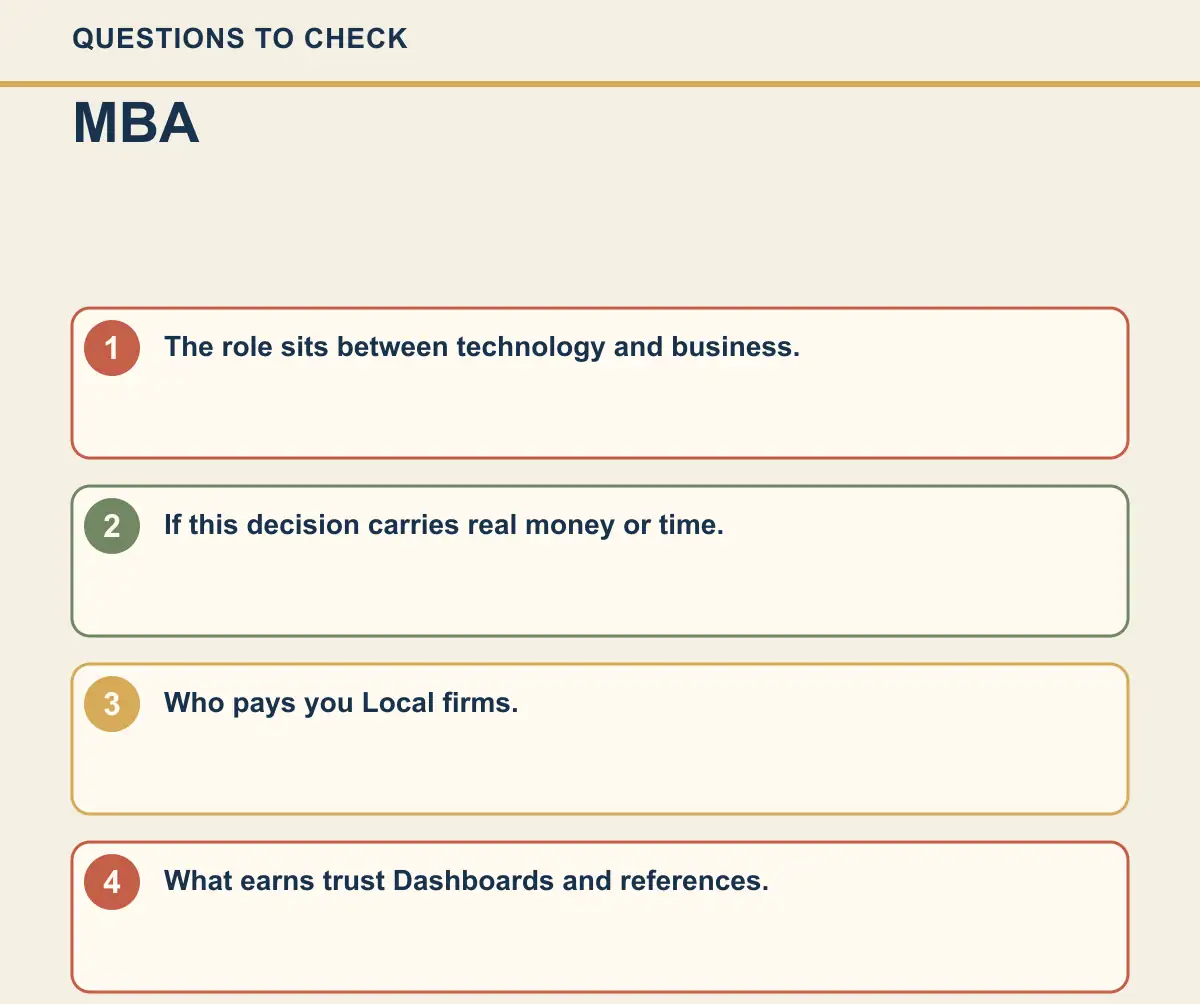 QUESTIONS TO CHECK
MBA
1 The role sits between technology and business.
2 If this decision carries real money or time.
3 Who pays you Local firms.
4 What earns trust Dashboards and references.